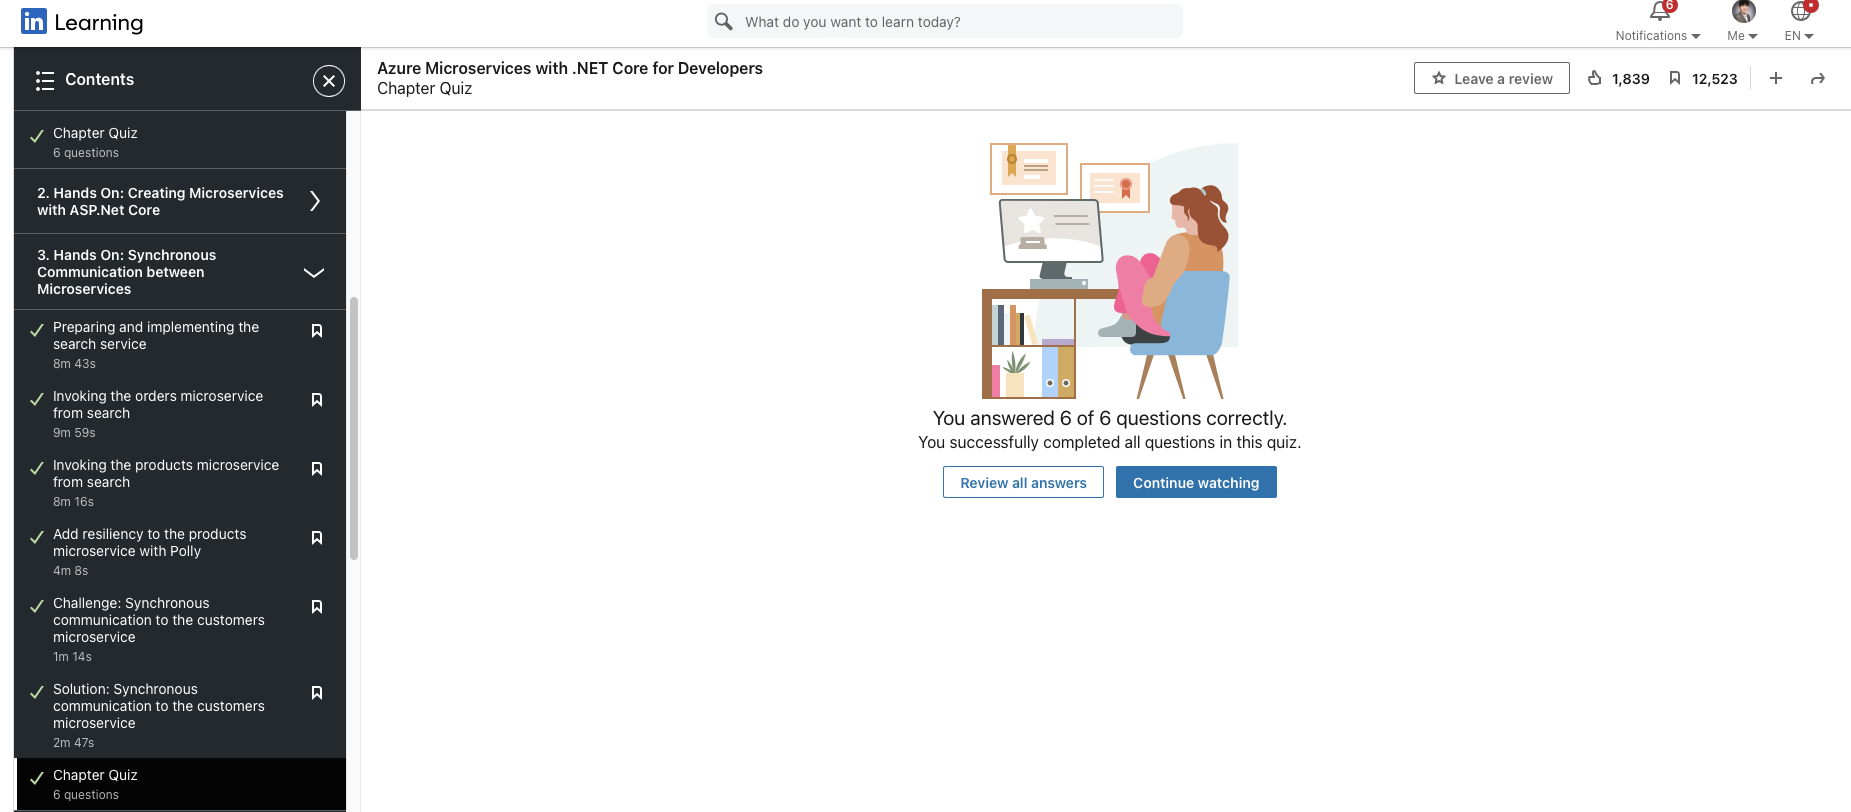 in Learning
What do you want to learn today?
6
Notifications
Me
EN
Contents
Azure Microservices with .NET Core for Developers
Chapter Quiz
Leave a review
1,839
12,523
Chapter Quiz
6 questions
2. Hands On: Creating Microservices
with ASP.Net Core
3. Hands On: Synchronous
Communication between
Microservices
Preparing and implementing the
search service
8m 43s
Invoking the orders microservice
from search
9m 59s
Invoking the products microservice
from search
8m 16s
Add resiliency to the products
microservice with Polly
4m 8s
Challenge: Synchronous
communication to the customers
microservice
1m 14s
Solution: Synchronous
communication to the customers
microservice
2m 47s
Chapter Quiz
6 questions
You answered 6 of 6 questions correctly.
You successfully completed all questions in this quiz.
Review all answers
Continue watching